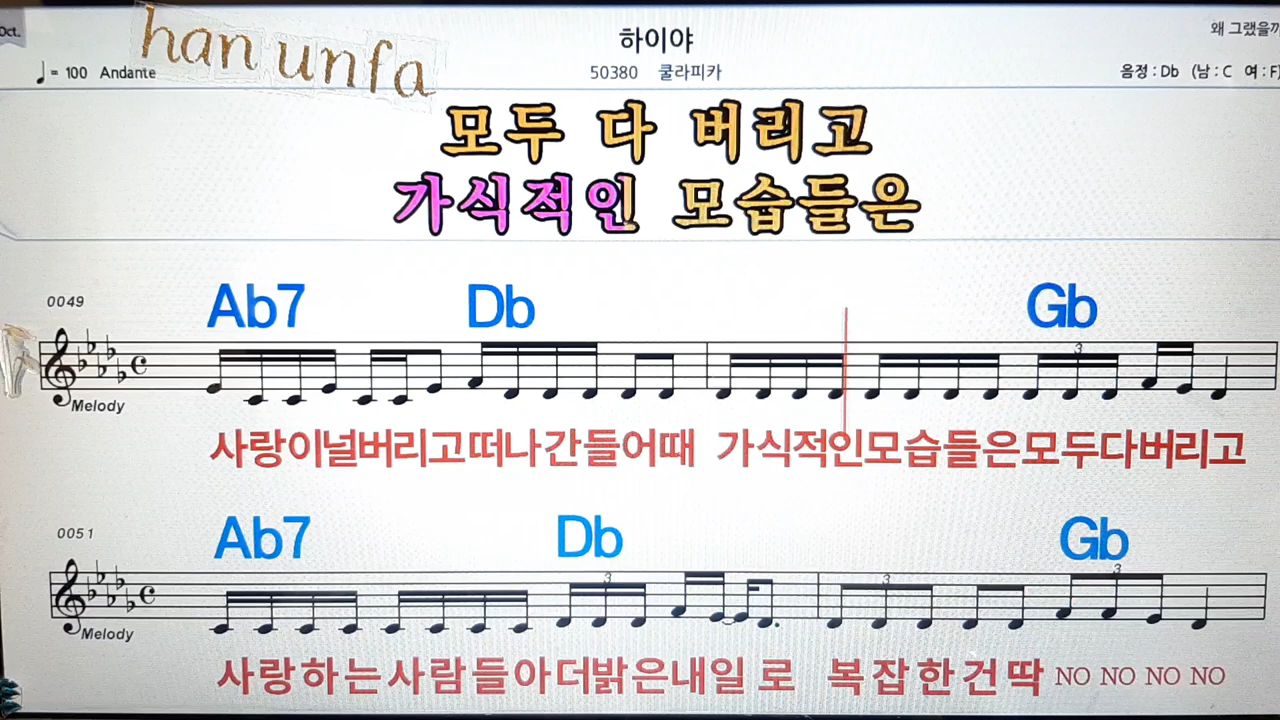 Oct.
han unfa
하이야
왜 그랬을까
♩= 100 Andante
50380 쿨라피카
음정 : Db (남 : C 여 : F)
모두 다 버리고
가식적인 모습들은
0049
Ab7 Db Gb
3
Melody
사랑이널버리고떠나간들어때 가식적인모습들은모두다버리고
0051
Ab7 Db Gb
3 3 3
Melody
사랑하는사람들아더밝은내일 로 복잡한건딱 NO NO NO NO